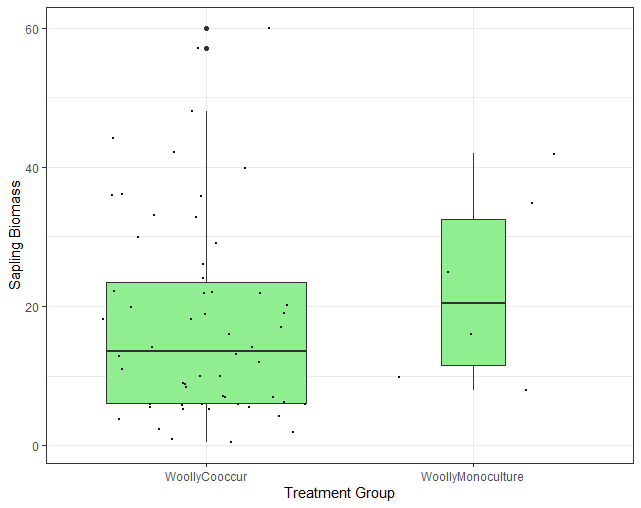 60
40
20
0
Sapling Biomass
WoollyCooccur
WoollyMonoculture
Treatment Group